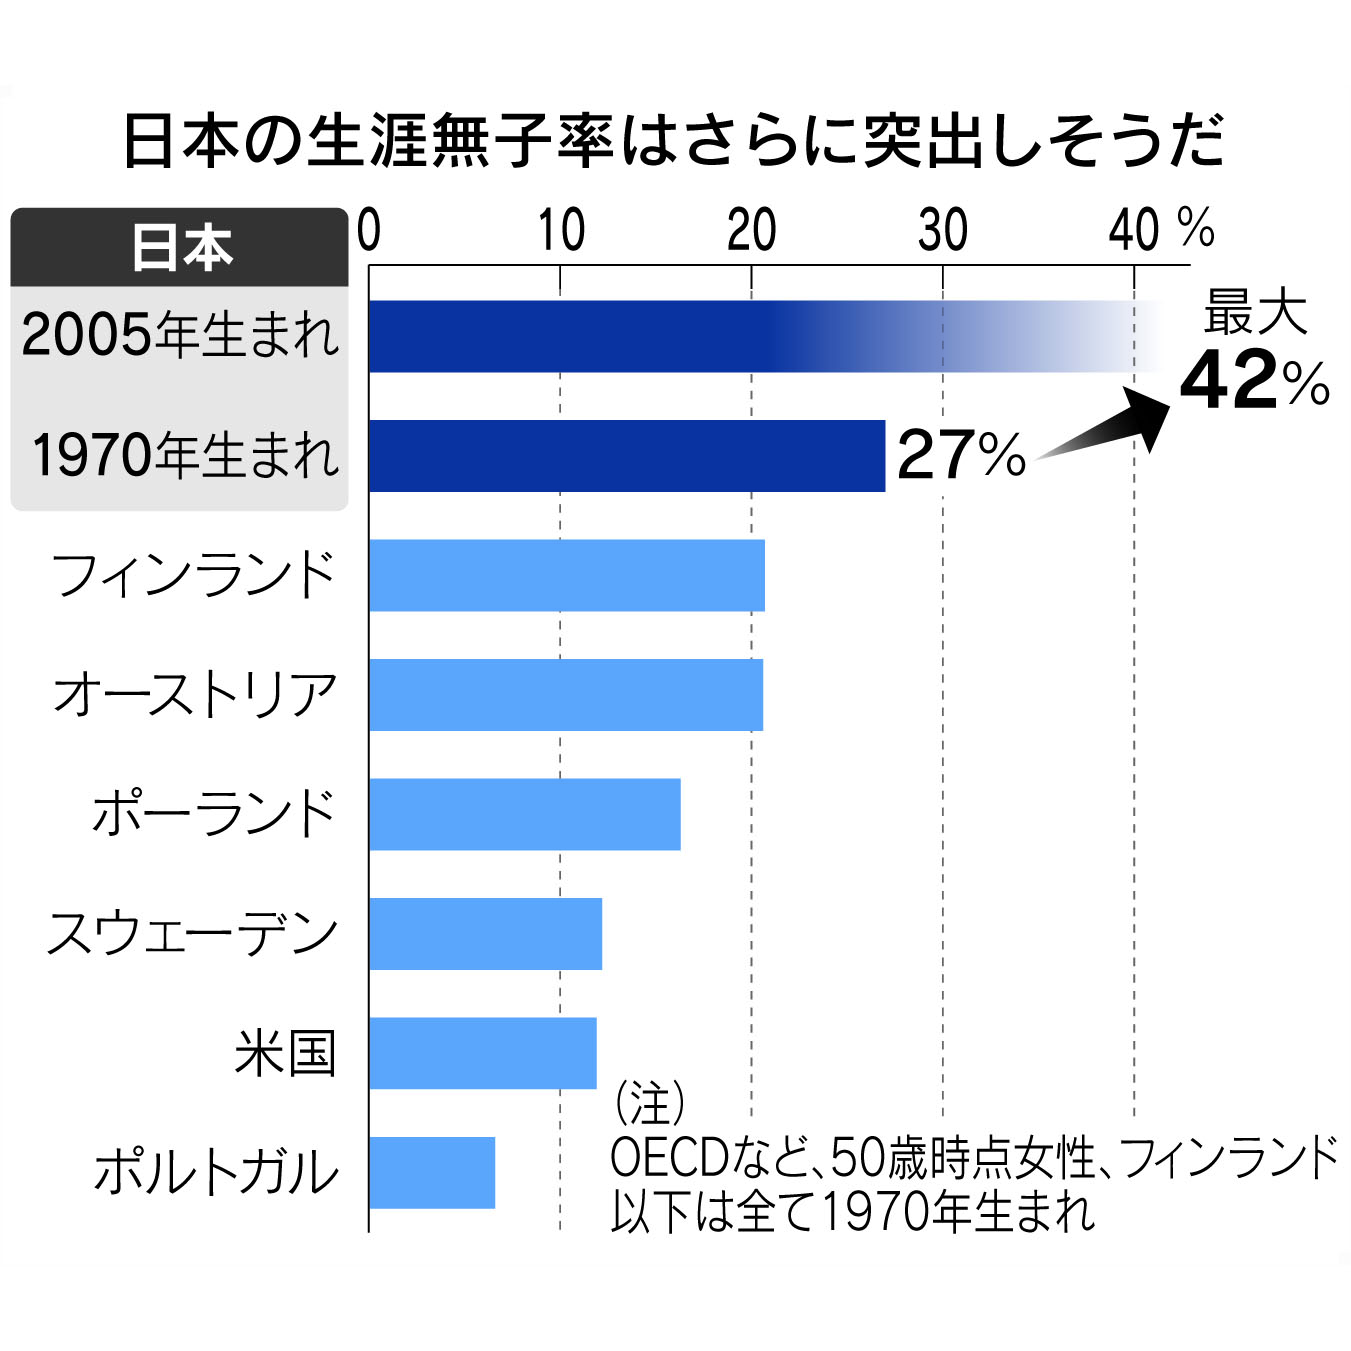 日本の生涯無子率はさらに突出しそうだ
0 10 20 30 40 %
日本
2005年生まれ
最大
42%
1970年生まれ
27%
フィンランド
オーストリア
ポーランド
スウェーデン
米国
ポルトガル
(注)
OECDなど、50歳時点女性、フィンランド
以下は全て1970年生まれ